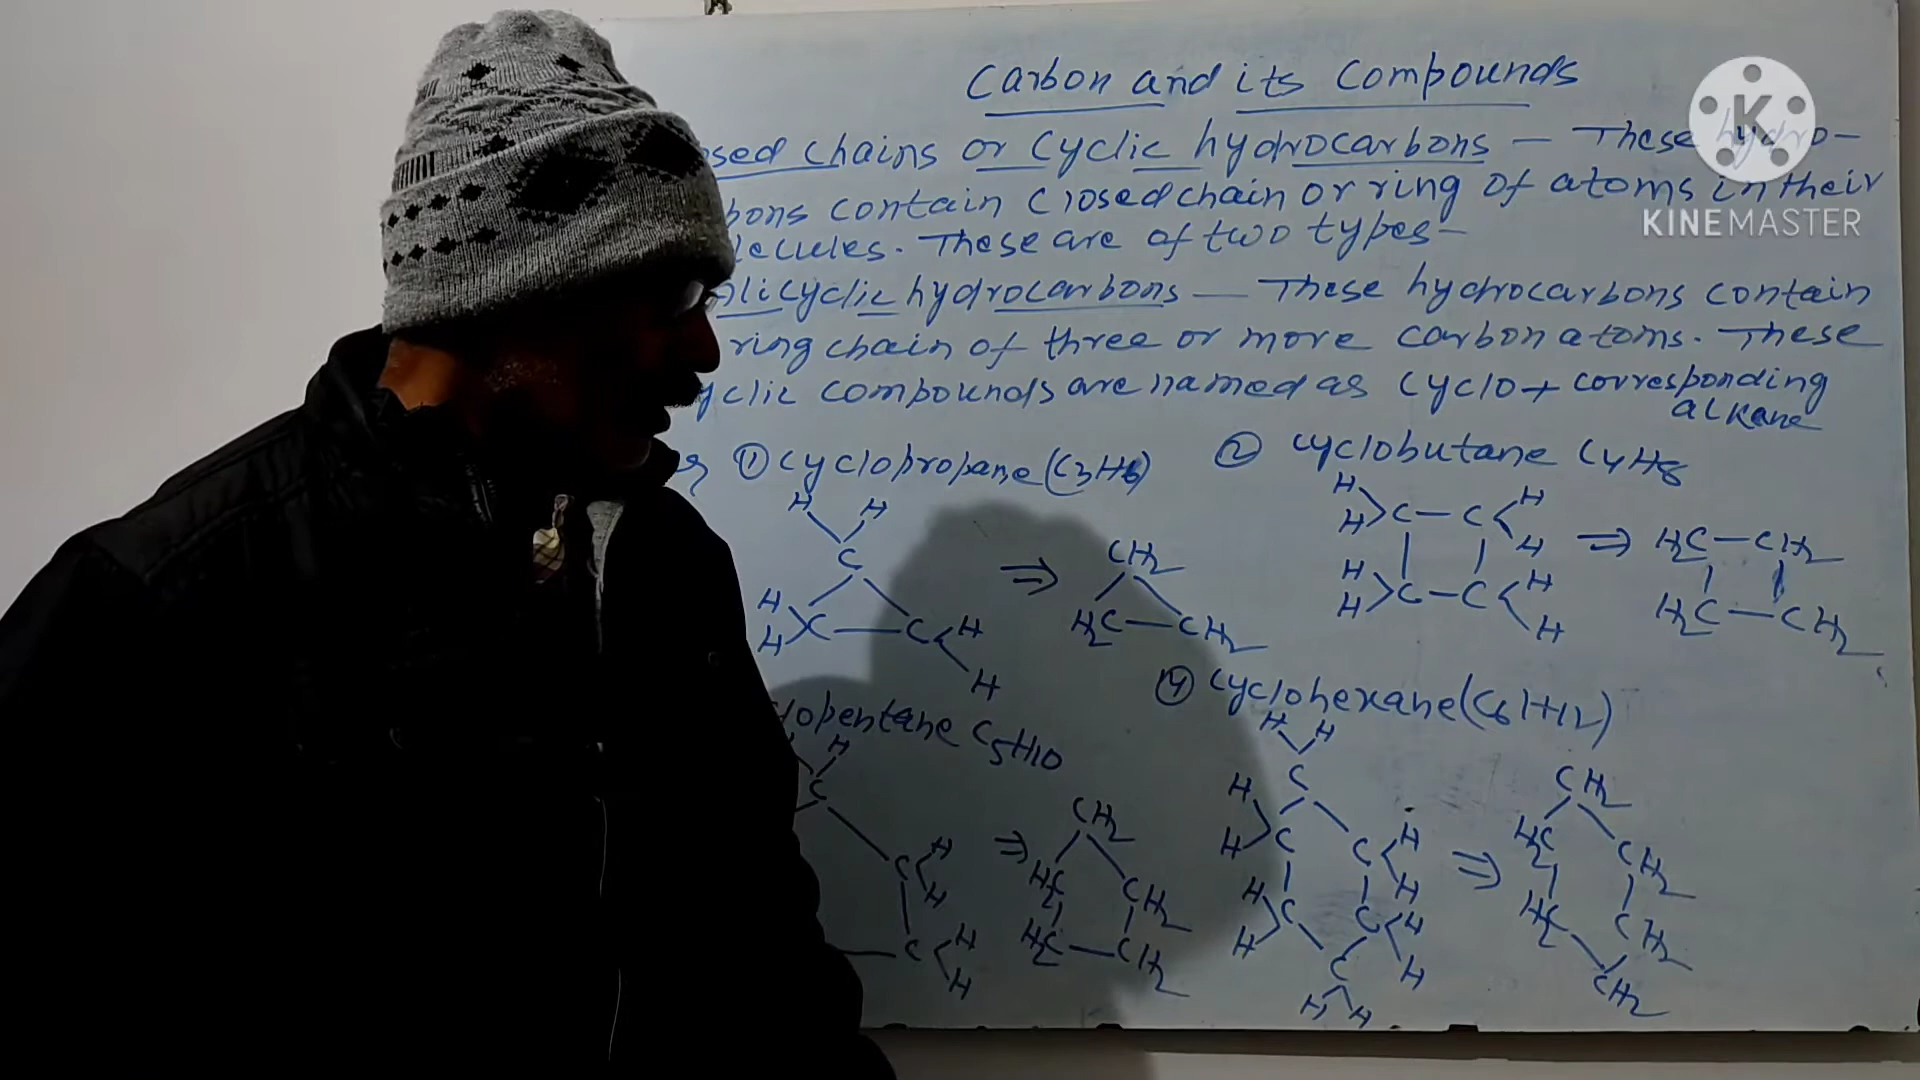 Carbon and its Compounds
osed chains or Cyclic hydrocarbons — These hydro-
bons contain closed chain or ring of atoms in their
lecules. These are of two types-
Alicyclic hydrocarbons — These hydrocarbons contain
ring chain of three or more carbon atoms. These
yclic compounds are named as cyclo + corresponding
alkane
① Cyclopropane (C3H6) ② Cyclobutane C4H8
H H
C
H
H C — C H
H
⇒
CH2
H2C — CH2
H H
H C — C H
H C — C H
H H
⇒
H2C — CH2
H2C — CH2
lopentane C5H10 ④ Cyclohexane (C6H12)
H
C
C H
H
C H
H
⇒
CH2
H2C CH2
H2C — CH2
H H
C
H C C H
H H
H C C H
H H
C
H H
⇒
CH2
H2C CH2
H2C CH2
CH2
K
KINEMASTER